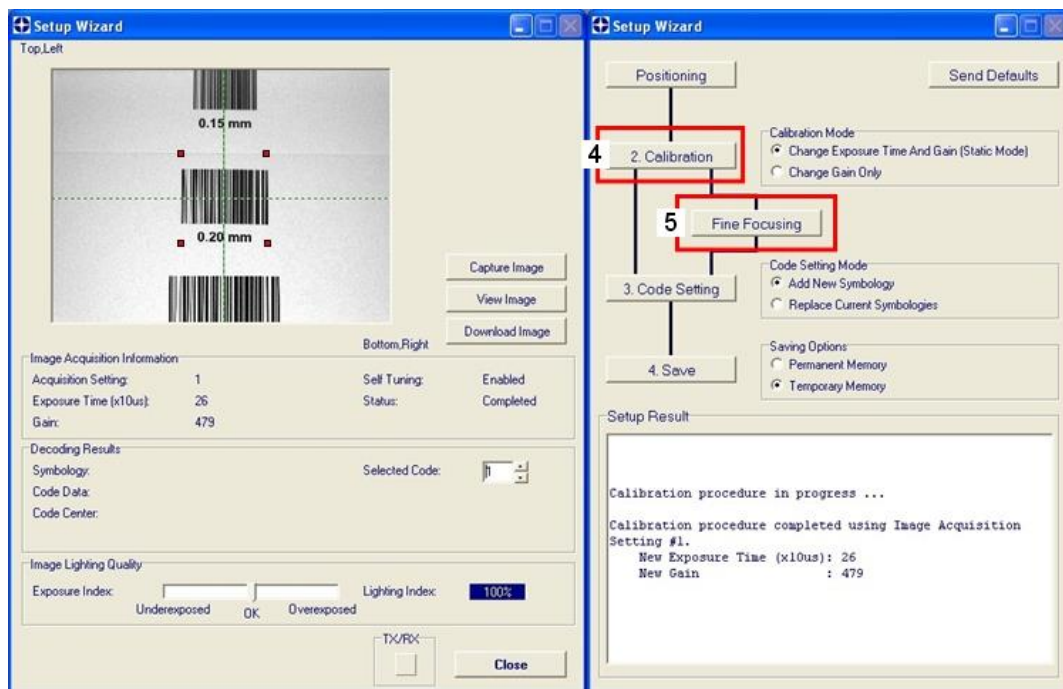 Setup Wizard
Top,Left
0.15 mm
0.20 mm
Capture Image
View Image
Download Image
Bottom,Right
Image Acquisition Information
Acquisition Setting: 1 Self Tuning: Enabled
Exposure Time (x10us): 26 Status: Completed
Gain: 479
Decoding Results
Symbology: Selected Code: 1
Code Data:
Code Center:
Image Lighting Quality
Exposure Index: Lighting Index: 100%
Underexposed OK Overexposed
TX/RX
Close
Setup Wizard
Positioning Send Defaults
4 2. Calibration
Calibration Mode
Change Exposure Time And Gain (Static Mode)
Change Gain Only
5 Fine Focusing
3. Code Setting
Code Setting Mode
Add New Symbology
Replace Current Symbologies
4. Save
Saving Options
Permanent Memory
Temporary Memory
Setup Result
Calibration procedure in progress ...
Calibration procedure completed using Image Acquisition
Setting #1.
New Exposure Time (x10us): 26
New Gain : 479